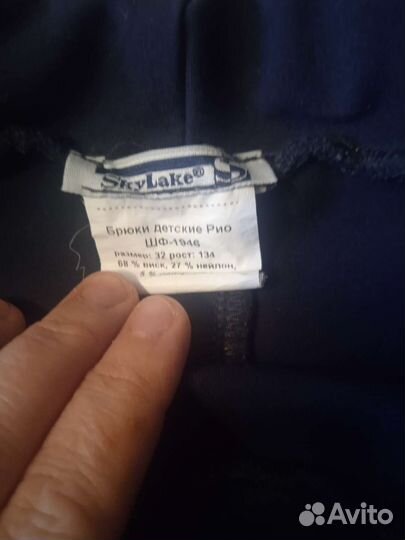 SkyLake®
Брюки детские Рио
ШФ-1946
размер: 32 рост: 134
68 % виск, 27 % нейлон,
Avito